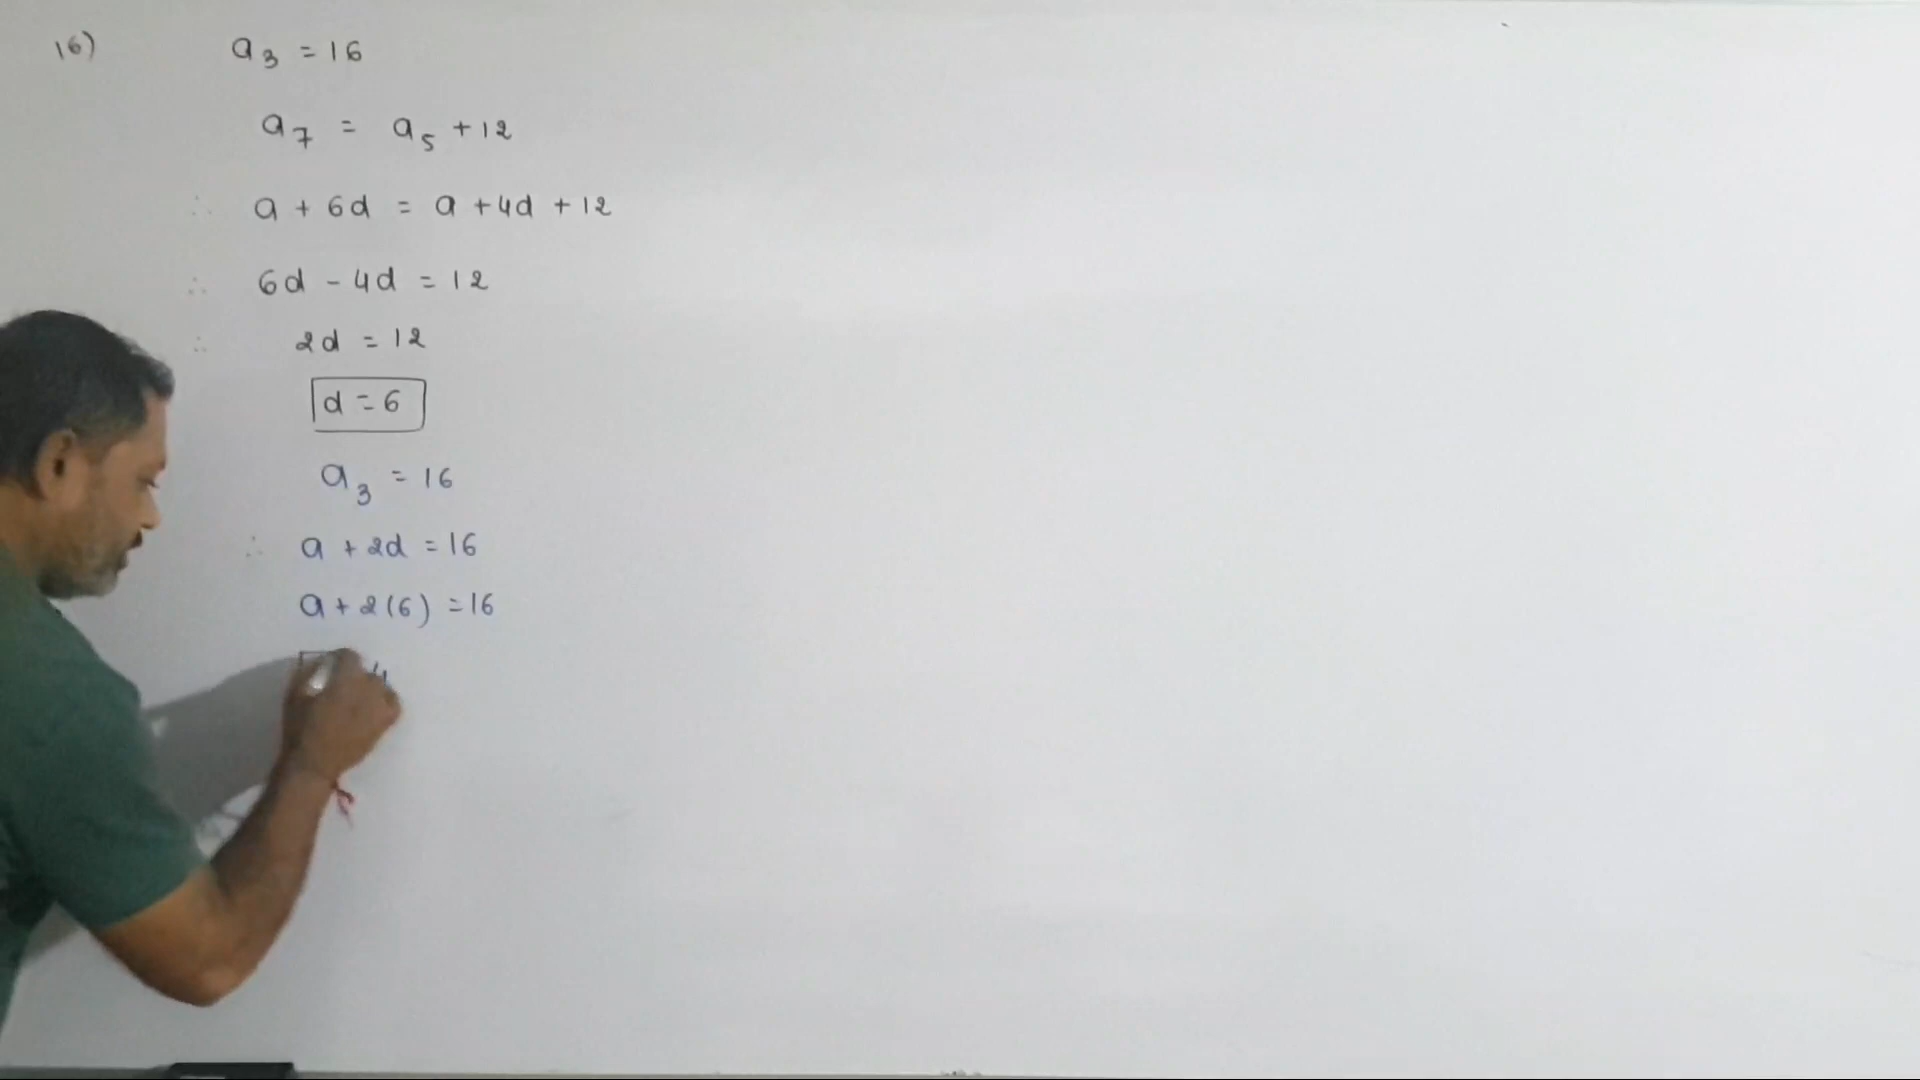 16) a₃ = 16
a₇ = a₅ + 12
∴ a + 6d = a + 4d + 12
∴ 6d - 4d = 12
∴ 2d = 12
d = 6
a₃ = 16
∴ a + 2d = 16
a + 2(6) = 16
4